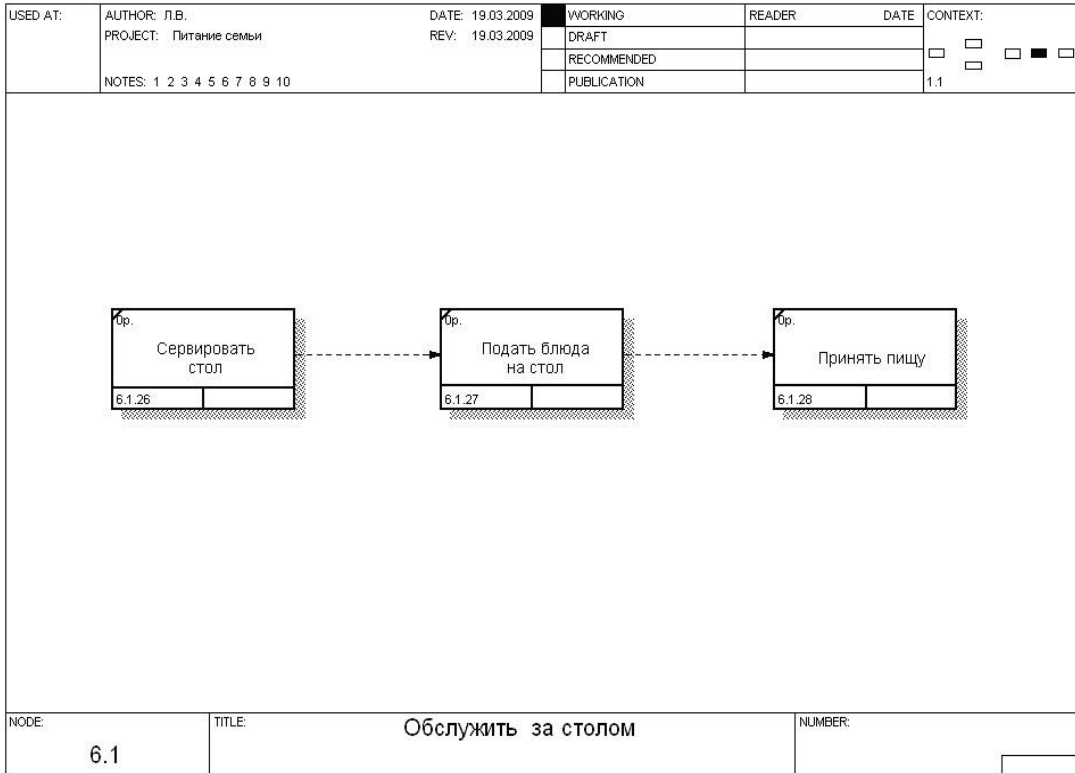 USED AT:
AUTHOR: Л.В.
DATE: 19.03.2009
PROJECT: Питание семьи
REV: 19.03.2009
NOTES: 1 2 3 4 5 6 7 8 9 10
WORKING
DRAFT
RECOMMENDED
PUBLICATION
READER DATE
CONTEXT:
1.1
0р.
Сервировать
стол
6.1.26
0р.
Подать блюда
на стол
6.1.27
0р.
Принять пищу
6.1.28
NODE:
6.1
TITLE:
Обслужить за столом
NUMBER: